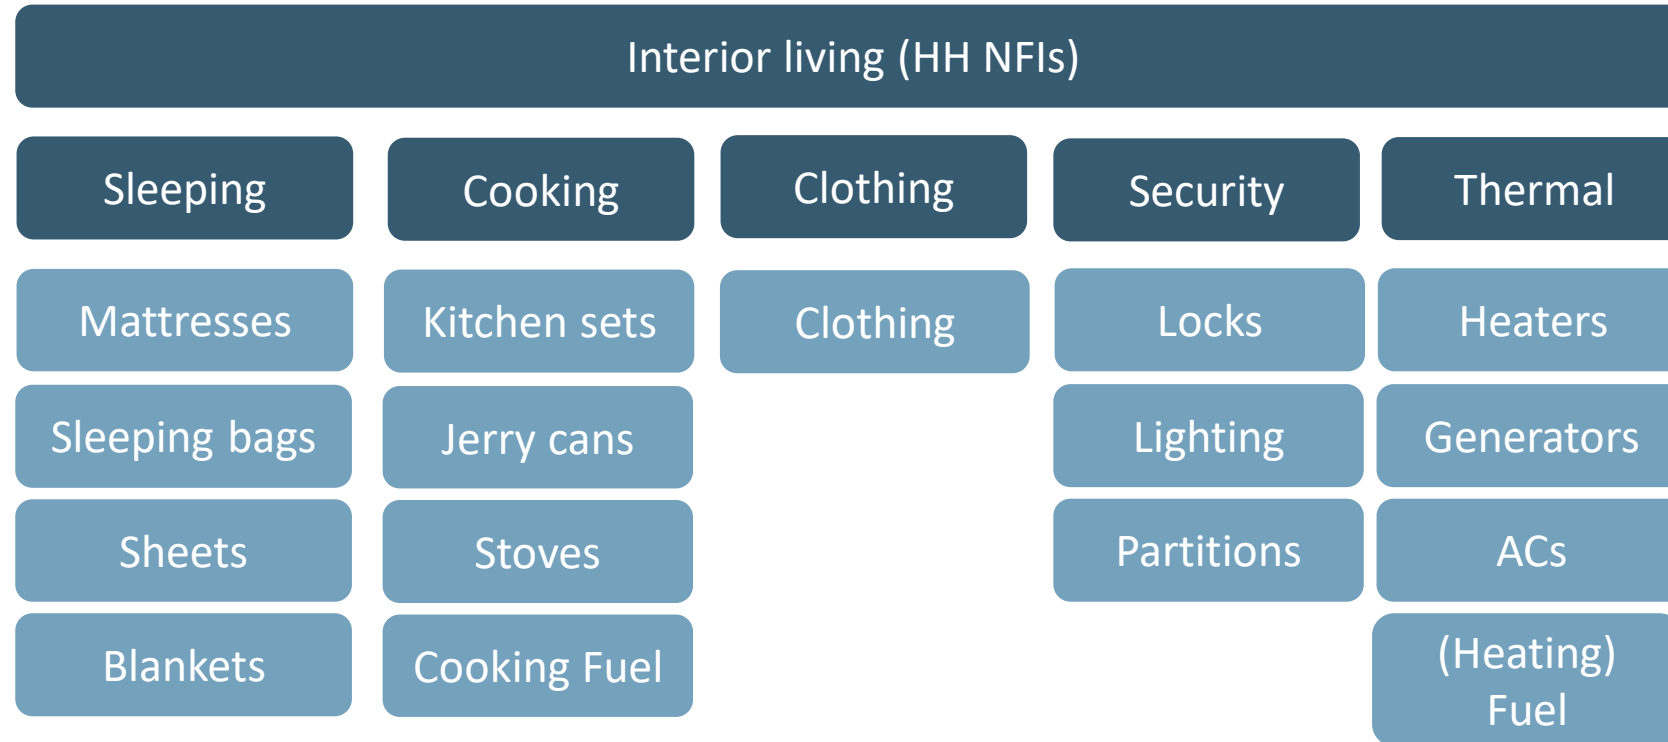 Interior living (HH NFIs)
Sleeping
Cooking
Clothing
Security
Thermal
Mattresses
Kitchen sets
Clothing
Locks
Heaters
Sleeping bags
Jerry cans
Lighting
Generators
Sheets
Stoves
Partitions
ACs
Blankets
Cooking Fuel
(Heating)
Fuel